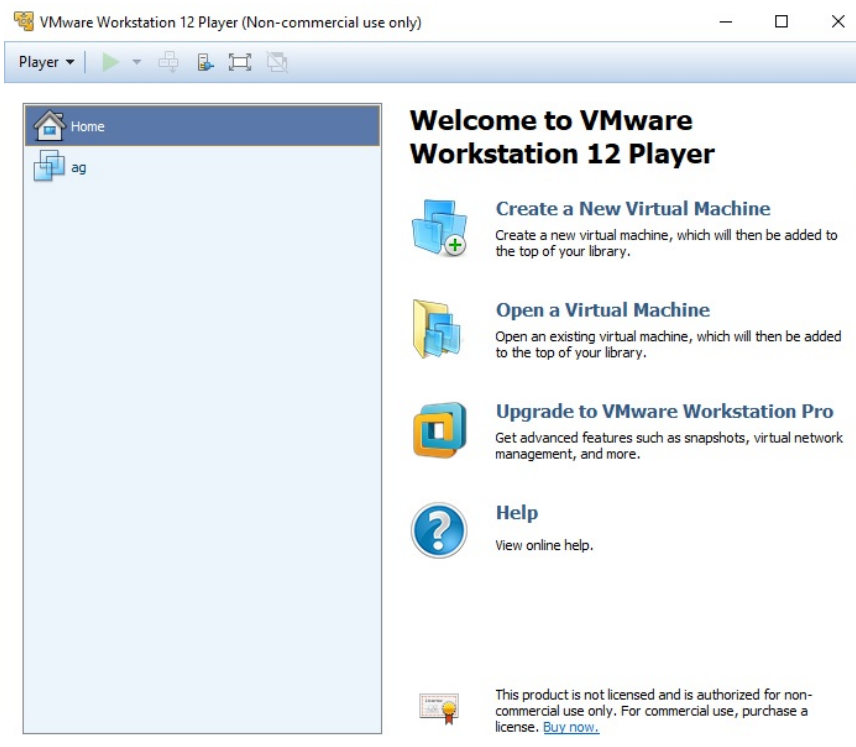 VMware Workstation 12 Player (Non-commercial use only)
Player
Home
ag
Welcome to VMware
Workstation 12 Player
Create a New Virtual Machine
Create a new virtual machine, which will then be added to
the top of your library.
Open a Virtual Machine
Open an existing virtual machine, which will then be added
to the top of your library.
Upgrade to VMware Workstation Pro
Get advanced features such as snapshots, virtual network
management, and more.
Help
View online help.
This product is not licensed and is authorized for non-
commercial use only. For commercial use, purchase a
license. Buy now.